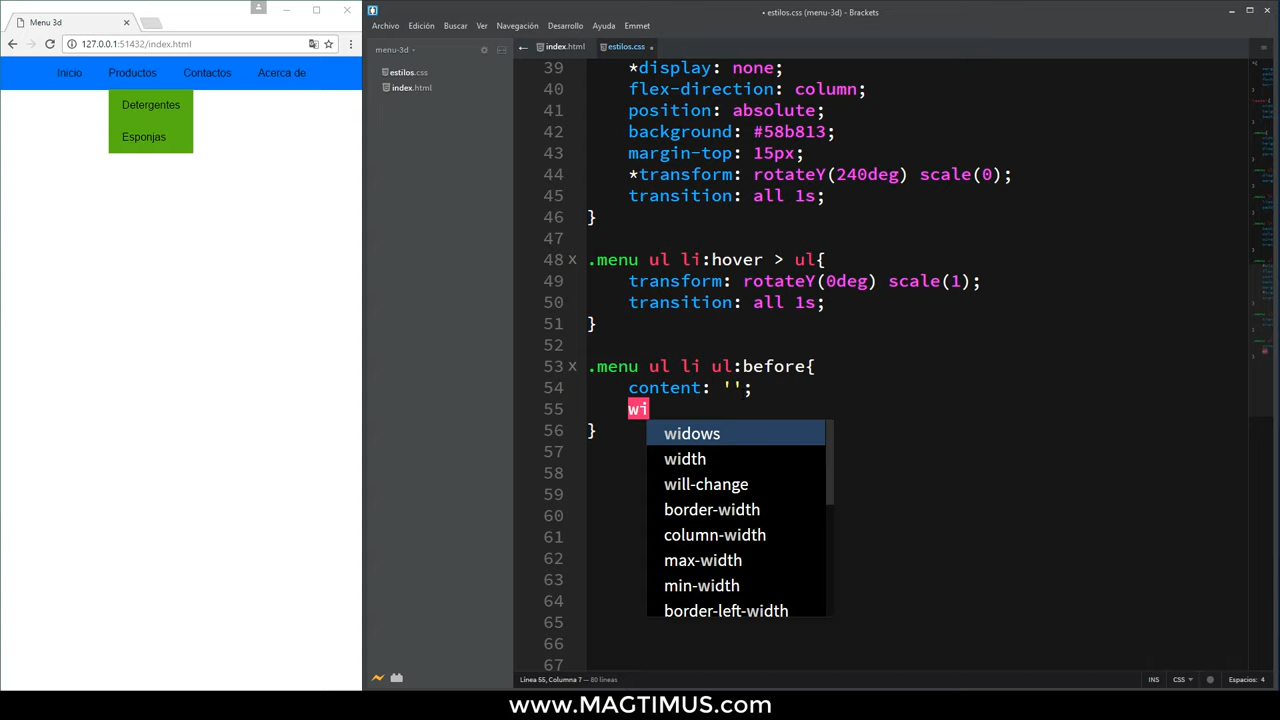 Menu 3d
127.0.0.1:51432/index.html
Inicio Productos Contactos Acerca de
Detergentes
Esponjas
• estilos.css (menu-3d) - Brackets
Archivo Edición Buscar Ver Navegación Desarrollo Ayuda Emmet
menu-3d
estilos.css
index.html
index.html estilos.css
39 *display: none;
40 flex-direction: column;
41 position: absolute;
42 background: #58b813;
43 margin-top: 15px;
44 *transform: rotateY(240deg) scale(0);
45 transition: all 1s;
46 }
47
48 .menu ul li:hover > ul{
49 transform: rotateY(0deg) scale(1);
50 transition: all 1s;
51 }
52
53 .menu ul li ul:before{
54 content: '';
55 wi
56 }
57
58
59
60
61
62
63
64
65
66
67
widows
width
will-change
border-width
column-width
max-width
min-width
border-left-width
Línea 55, Columna 7 — 80 líneas
INS CSS Espacios: 4
www.MAGTIMUS.com